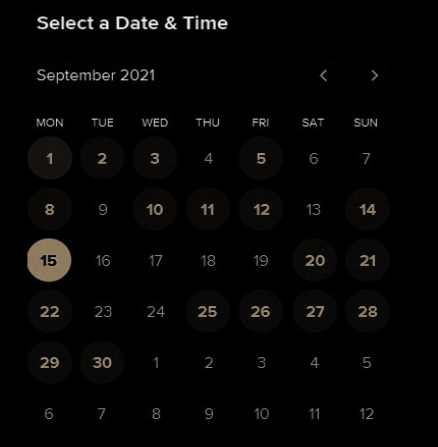 Select a Date & Time
September 2021
MON TUE WED THU FRI SAT SUN
1 2 3 4 5 6 7
8 9 10 11 12 13 14
15 16 17 18 19 20 21
22 23 24 25 26 27 28
29 30 1 2 3 4 5
6 7 8 9 10 11 12